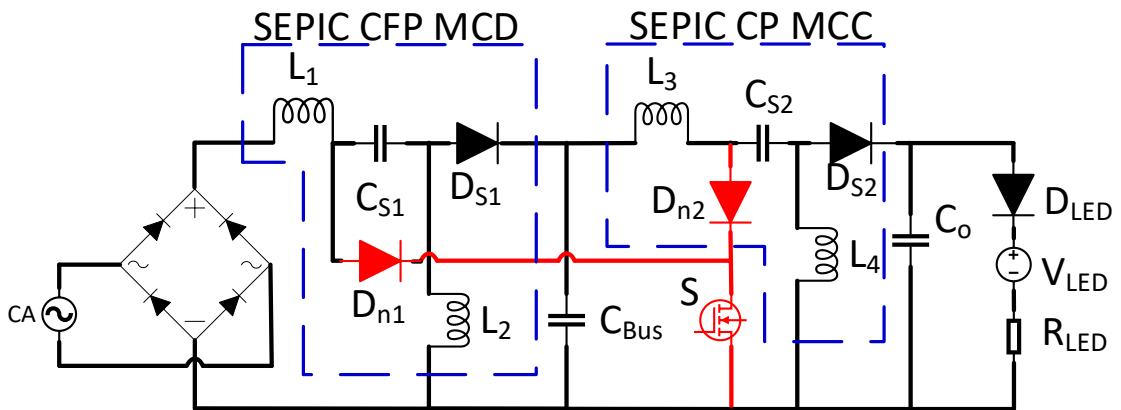 SEPIC CFP MCD
SEPIC CP MCC
L1
L3
CS2
CS1
DS1
DS2
Dn2
DLED
Co
L4
Dn1
S
VLED
CA
L2
CBus
RLED